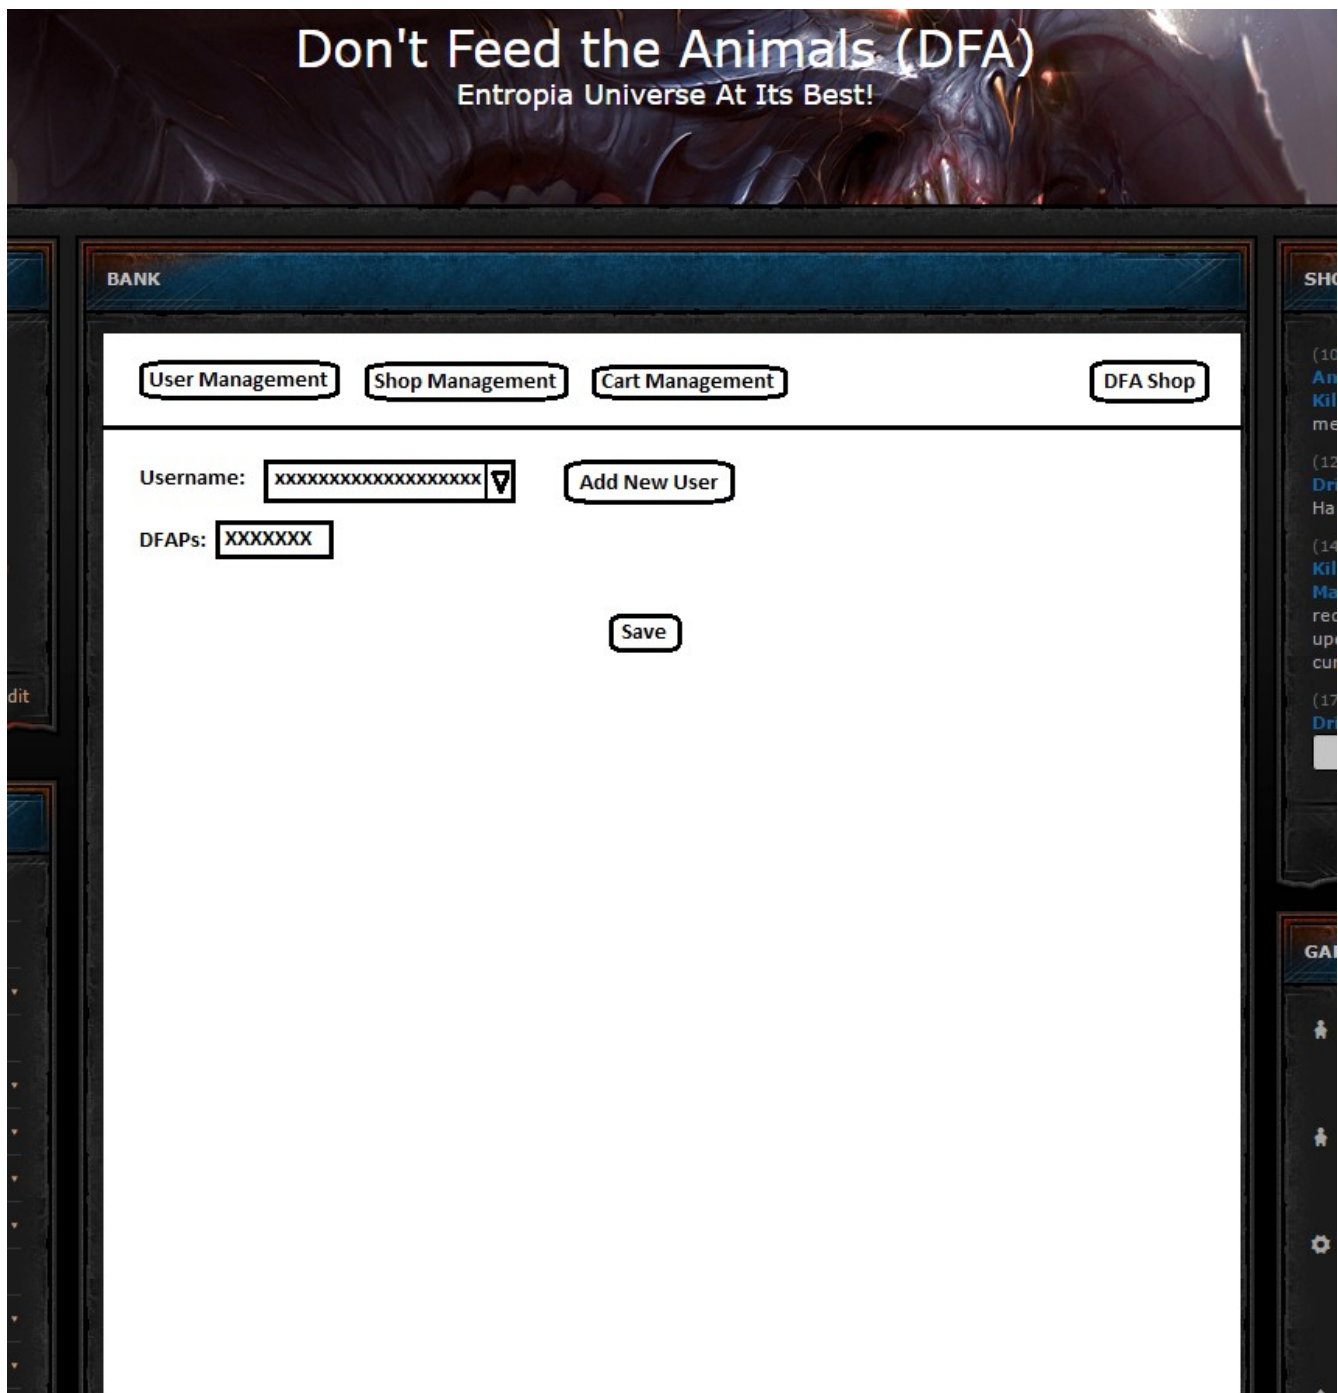 Don't Feed the Animals (DFA)
Entropia Universe At Its Best!
BANK
User Management
Shop Management
Cart Management
DFA Shop
Username:
xxxxxxxxxxxxxxxxxxx
Add New User
DFAPs:
XXXXXXX
Save